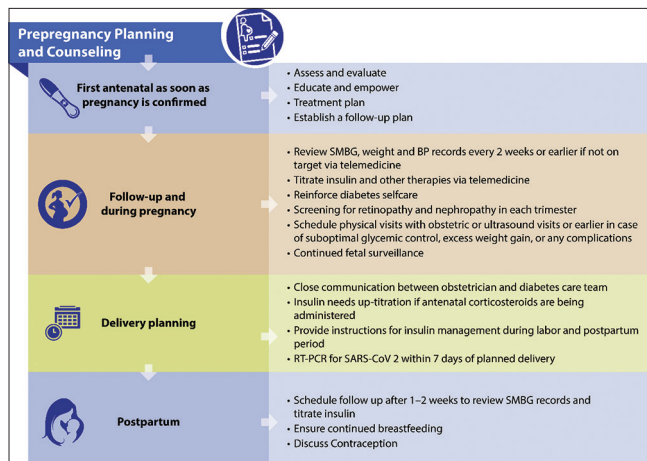 Prepregnancy Planning
and Counseling
First antenatal as soon as
pregnancy is confirmed
• Assess and evaluate
• Educate and empower
• Treatment plan
• Establish a follow-up plan
Follow-up and
during pregnancy
• Review SMBG, weight and BP records every 2 weeks or earlier if not on
target via telemedicine
• Titrate insulin and other therapies via telemedicine
• Reinforce diabetes selfcare
• Screening for retinopathy and nephropathy in each trimester
• Schedule physical visits with obstetric or ultrasound visits or earlier in case
of suboptimal glycemic control, excess weight gain, or any complications
• Continued fetal surveillance
Delivery planning
• Close communication between obstetrician and diabetes care team
• Insulin needs up-titration if antenatal corticosteroids are being
administered
• Provide instructions for insulin management during labor and postpartum
period
• RT-PCR for SARS-CoV 2 within 7 days of planned delivery
Postpartum
• Schedule follow up after 1–2 weeks to review SMBG records and
titrate insulin
• Ensure continued breastfeeding
• Discuss Contraception